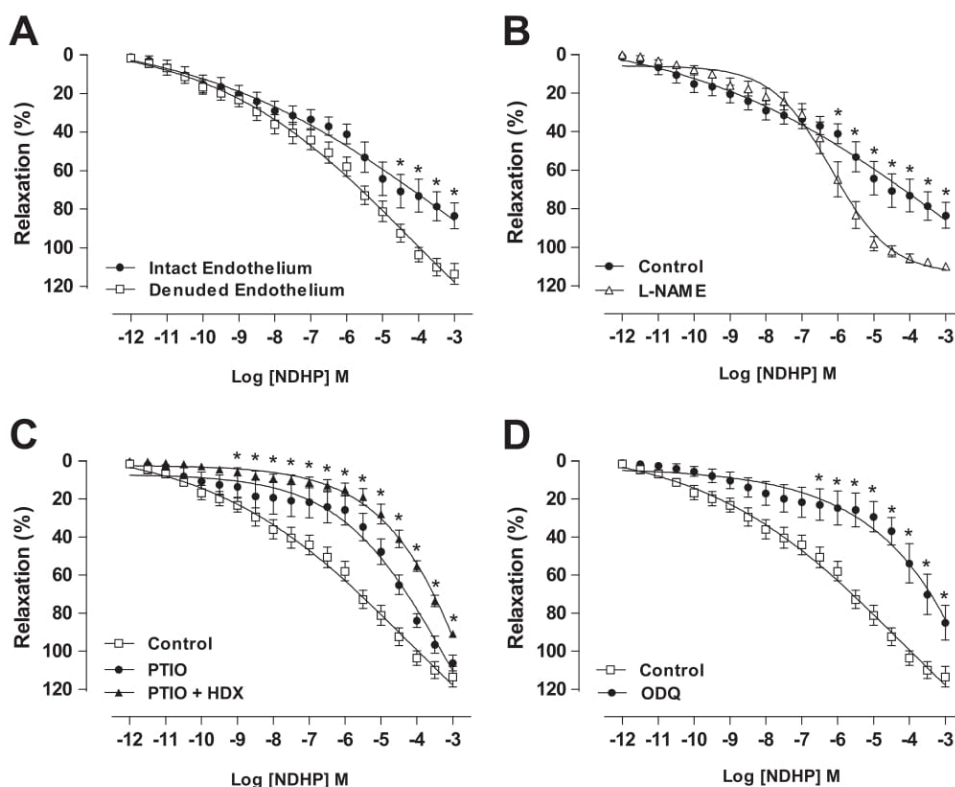 A
0
20
40
60
80
100
120
Relaxation (%)
* * * *
Intact Endothelium
Denuded Endothelium
-12 -11 -10 -9 -8 -7 -6 -5 -4 -3
Log [NDHP] M
B
0
20
40
60
80
100
120
Relaxation (%)
* * * * * * *
Control
L-NAME
-12 -11 -10 -9 -8 -7 -6 -5 -4 -3
Log [NDHP] M
C
0
20
40
60
80
100
120
Relaxation (%)
* * * * * * * * * * * * *
Control
PTIO
PTIO + HDX
-12 -11 -10 -9 -8 -7 -6 -5 -4 -3
Log [NDHP] M
D
0
20
40
60
80
100
120
Relaxation (%)
* * * * * * * *
Control
ODQ
-12 -11 -10 -9 -8 -7 -6 -5 -4 -3
Log [NDHP] M